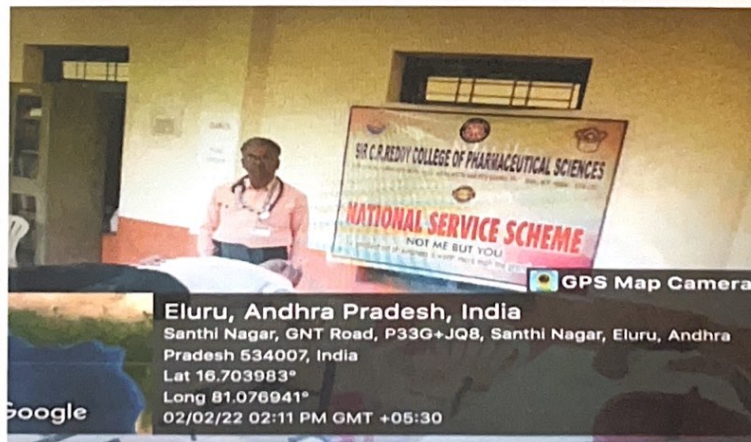 GIRLS
SIR C.R.REDDY COLLEGE OF PHARMACEUTICAL SCIENCES
NATIONAL SERVICE SCHEME
NOT ME BUT YOU
GPS Map Camera
Eluru, Andhra Pradesh, India
Santhi Nagar, GNT Road, P33G+JQ8, Santhi Nagar, Eluru, Andhra
Pradesh 534007, India
Lat 16.703983°
Long 81.076941°
Google
02/02/22 02:11 PM GMT +05:30